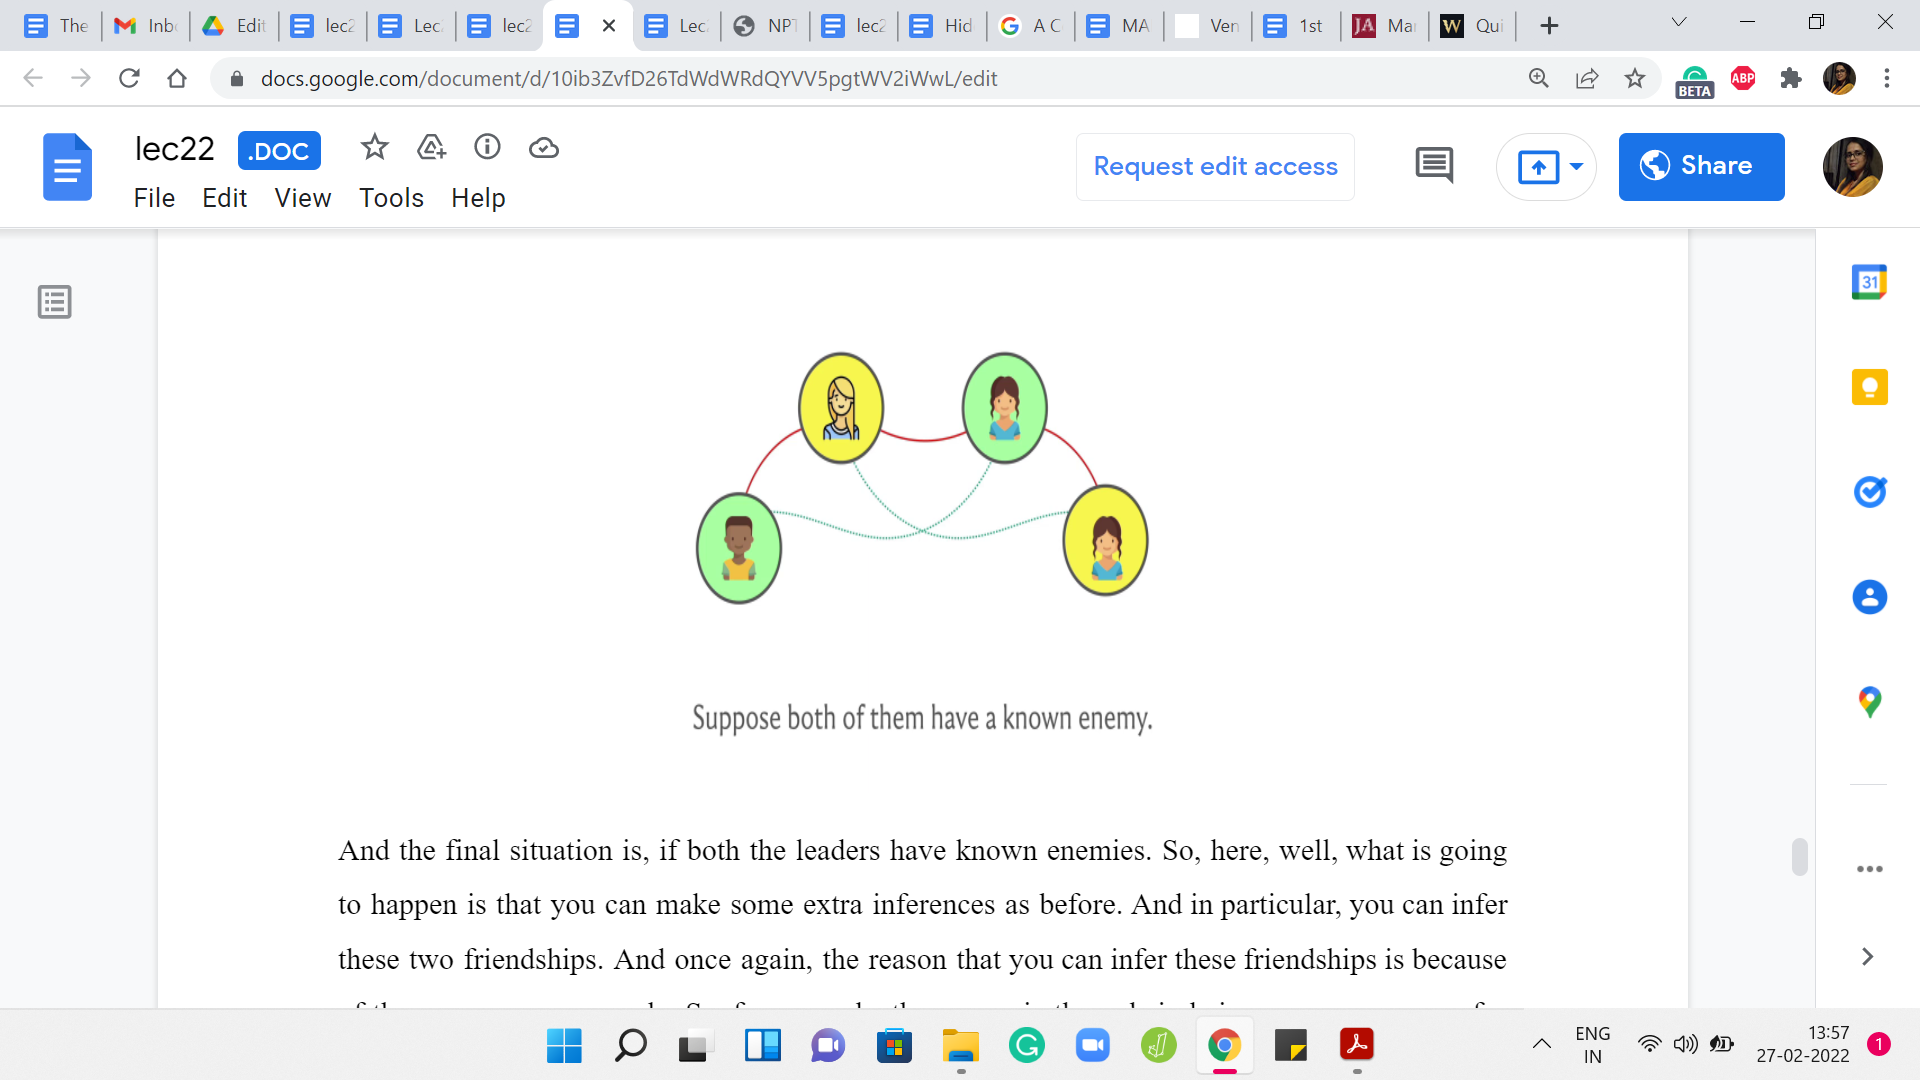 The
Inb
Edit
lec2
Lec
lec2
Lec
NPT
lec2
Hid
A C
MA
Ven
1st
JA
Mar
W
Qui
docs.google.com/document/d/10ib3ZvfD26TdWdWRdQYVV5pgtWV2iWwL/edit
BETA
ABP
lec22
.DOC
Request edit access
Share
File
Edit
View
Tools
Help
31
Suppose both of them have a known enemy.
And the final situation is, if both the leaders have known enemies. So, here, well, what is going
to happen is that you can make some extra inferences as before. And in particular, you can infer
these two friendships. And once again, the reason that you can infer these friendships is because
ENG
IN
13:57
27-02-2022
1